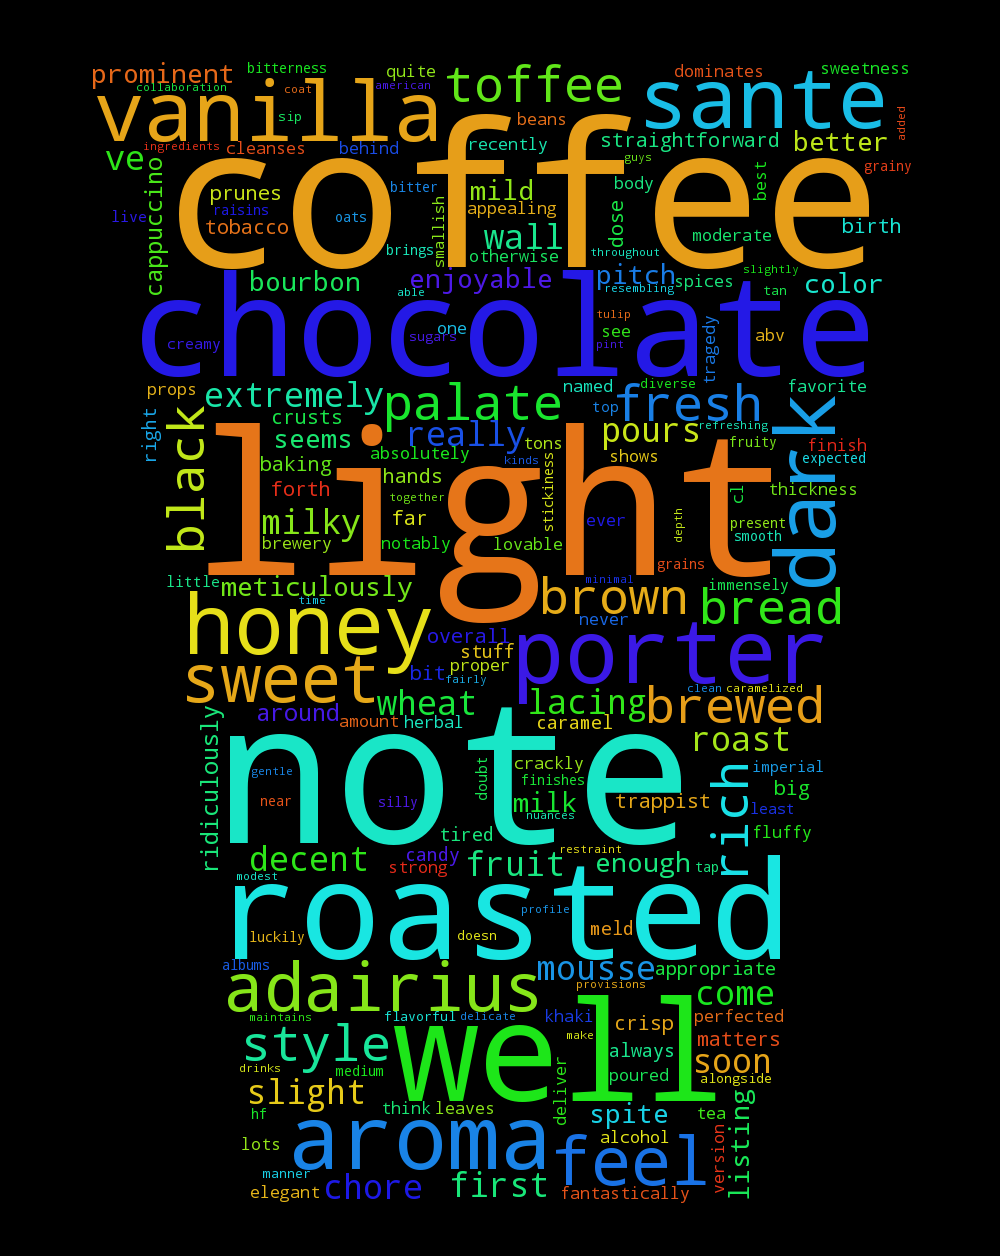 prominent bitterness quite toffee dominates sweetness
collaboration coat american sante
vanilla sip beans added
ve ingredients cleanses behind recently straightforward better
coffee guys grainy
cappuccino prunes bitter mild body best
live raisins oats smallish appealing dose birth
tobacco wall moderate
brings otherwise throughout
bourbon enjoyable pitch spices slightly color
able resembling tan
chocolate one tulip see tragedy abv
creamy sugars pint
props extremely palate named diverse favorite
right crusts top fresh refreshing
black seems really tons pours fruity finish dark
baking absolutely kinds shows expected
forth hands stickiness cl thickness
light together
milky far ever depth present
brewery notably lovable smooth
little meticulously grains minimal immensely
honey time brown bread
overall never
sweet stuff porter
bit proper fairly
wheat lacing clean caramelized
ridiculously around amount herbal caramel brewed
note roast
gentle crackly rich imperial
doubt finishes big
near silly milk trappist least
nuances
tired fluffy
decent candy fruit restraint enough tap
modest strong
roasted profile
luckily doesn meld
albums mousse appropriate
adairius provisions come
maintains flavorful delicate khaki crisp perfected
well make
style always matters
drinks medium deliver poured soon alongside
slight think leaves spite tea listing
hf
lots aroma alcohol version
manner feel
elegant chore first fantastically